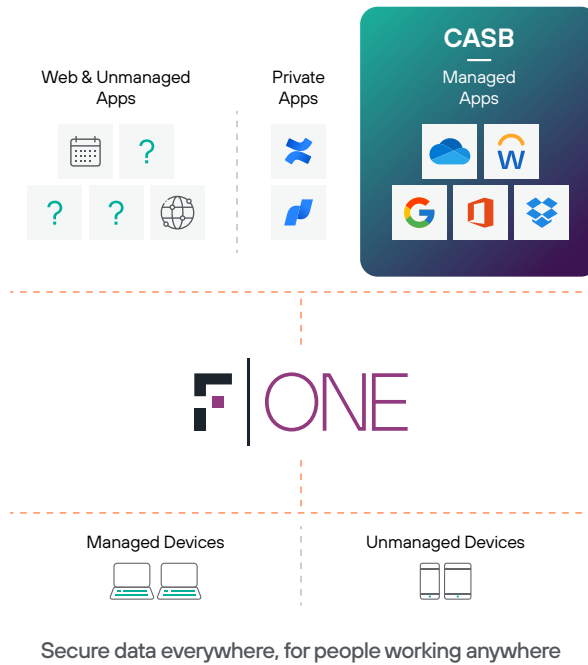 Web & Unmanaged
Apps
Private
Apps
CASB
Managed
Apps
?
W
?
?
G
F|ONE
Managed Devices
Unmanaged Devices
Secure data everywhere, for people working anywhere